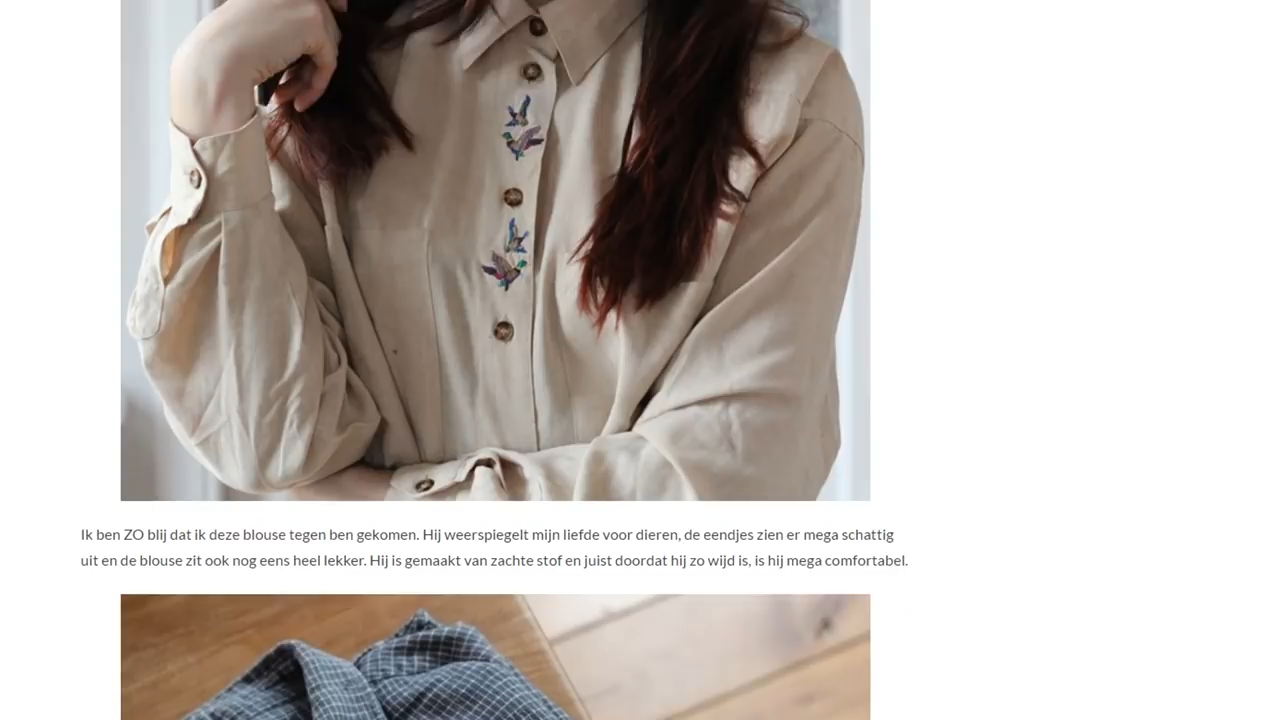 Ik ben ZO blij dat ik deze blouse tegen ben gekomen. Hij weerspiegelt mijn liefde voor dieren, de eendjes zien er mega schattig
uit en de blouse zit ook nog eens heel lekker. Hij is gemaakt van zachte stof en juist doordat hij zo wijd is, is hij mega comfortabel.